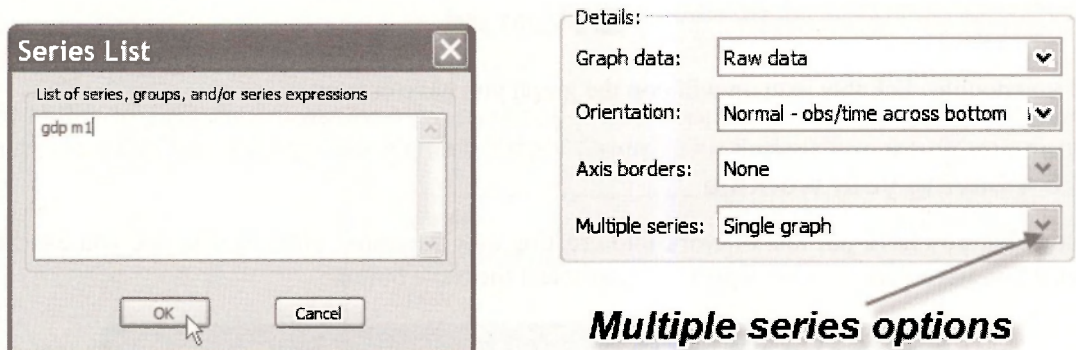 Series List
List of series, groups, and/or series expressions
gdp m1
OK
Cancel
Details:
Graph data: Raw data
Orientation: Normal - obs/time across bottom
Axis borders: None
Multiple series: Single graph
Multiple series options